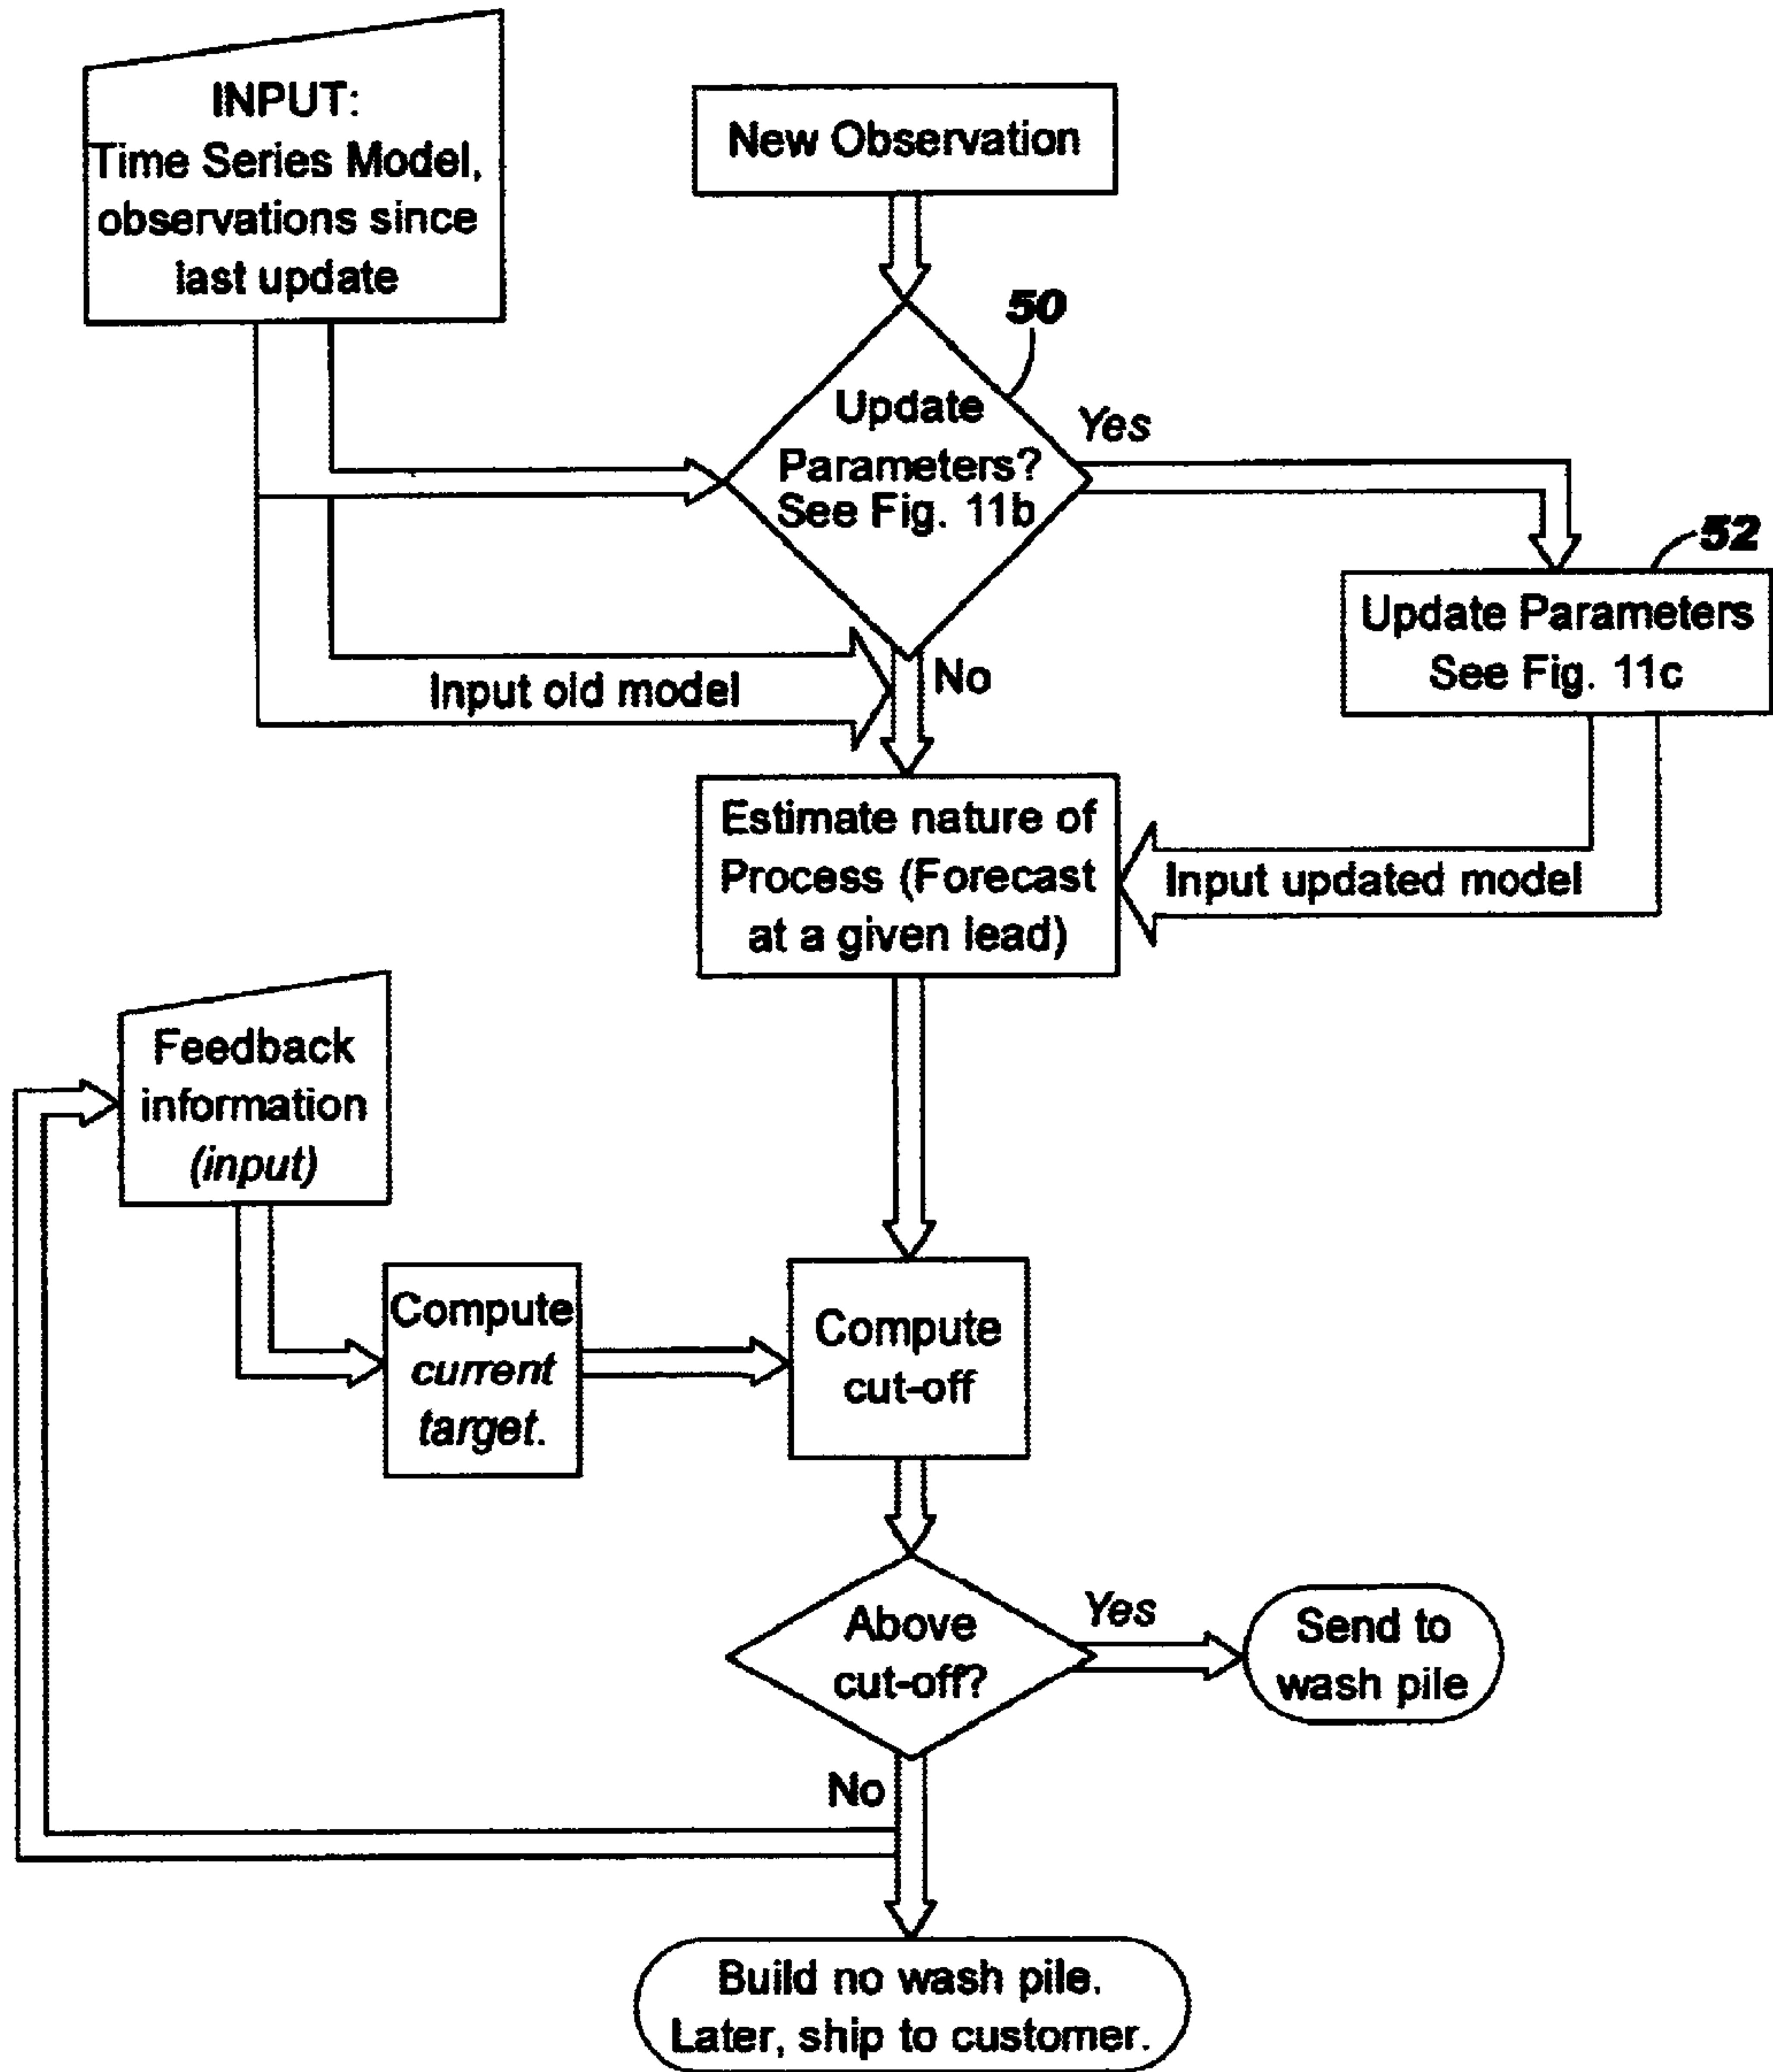 INPUT:
Time Series Model,
observations since
last update
New Observation
50
Update
Parameters?
See Fig. 11b
Yes
52
Update Parameters
See Fig. 11c
Input old model
No
Estimate nature of
Process (Forecast
at a given lead)
Input updated model
Feedback
information
(input)
Compute
current
target.
Compute
cut-off
Above
cut-off?
Yes
Send to
wash pile
No
Build no wash pile.
Later, ship to customer.